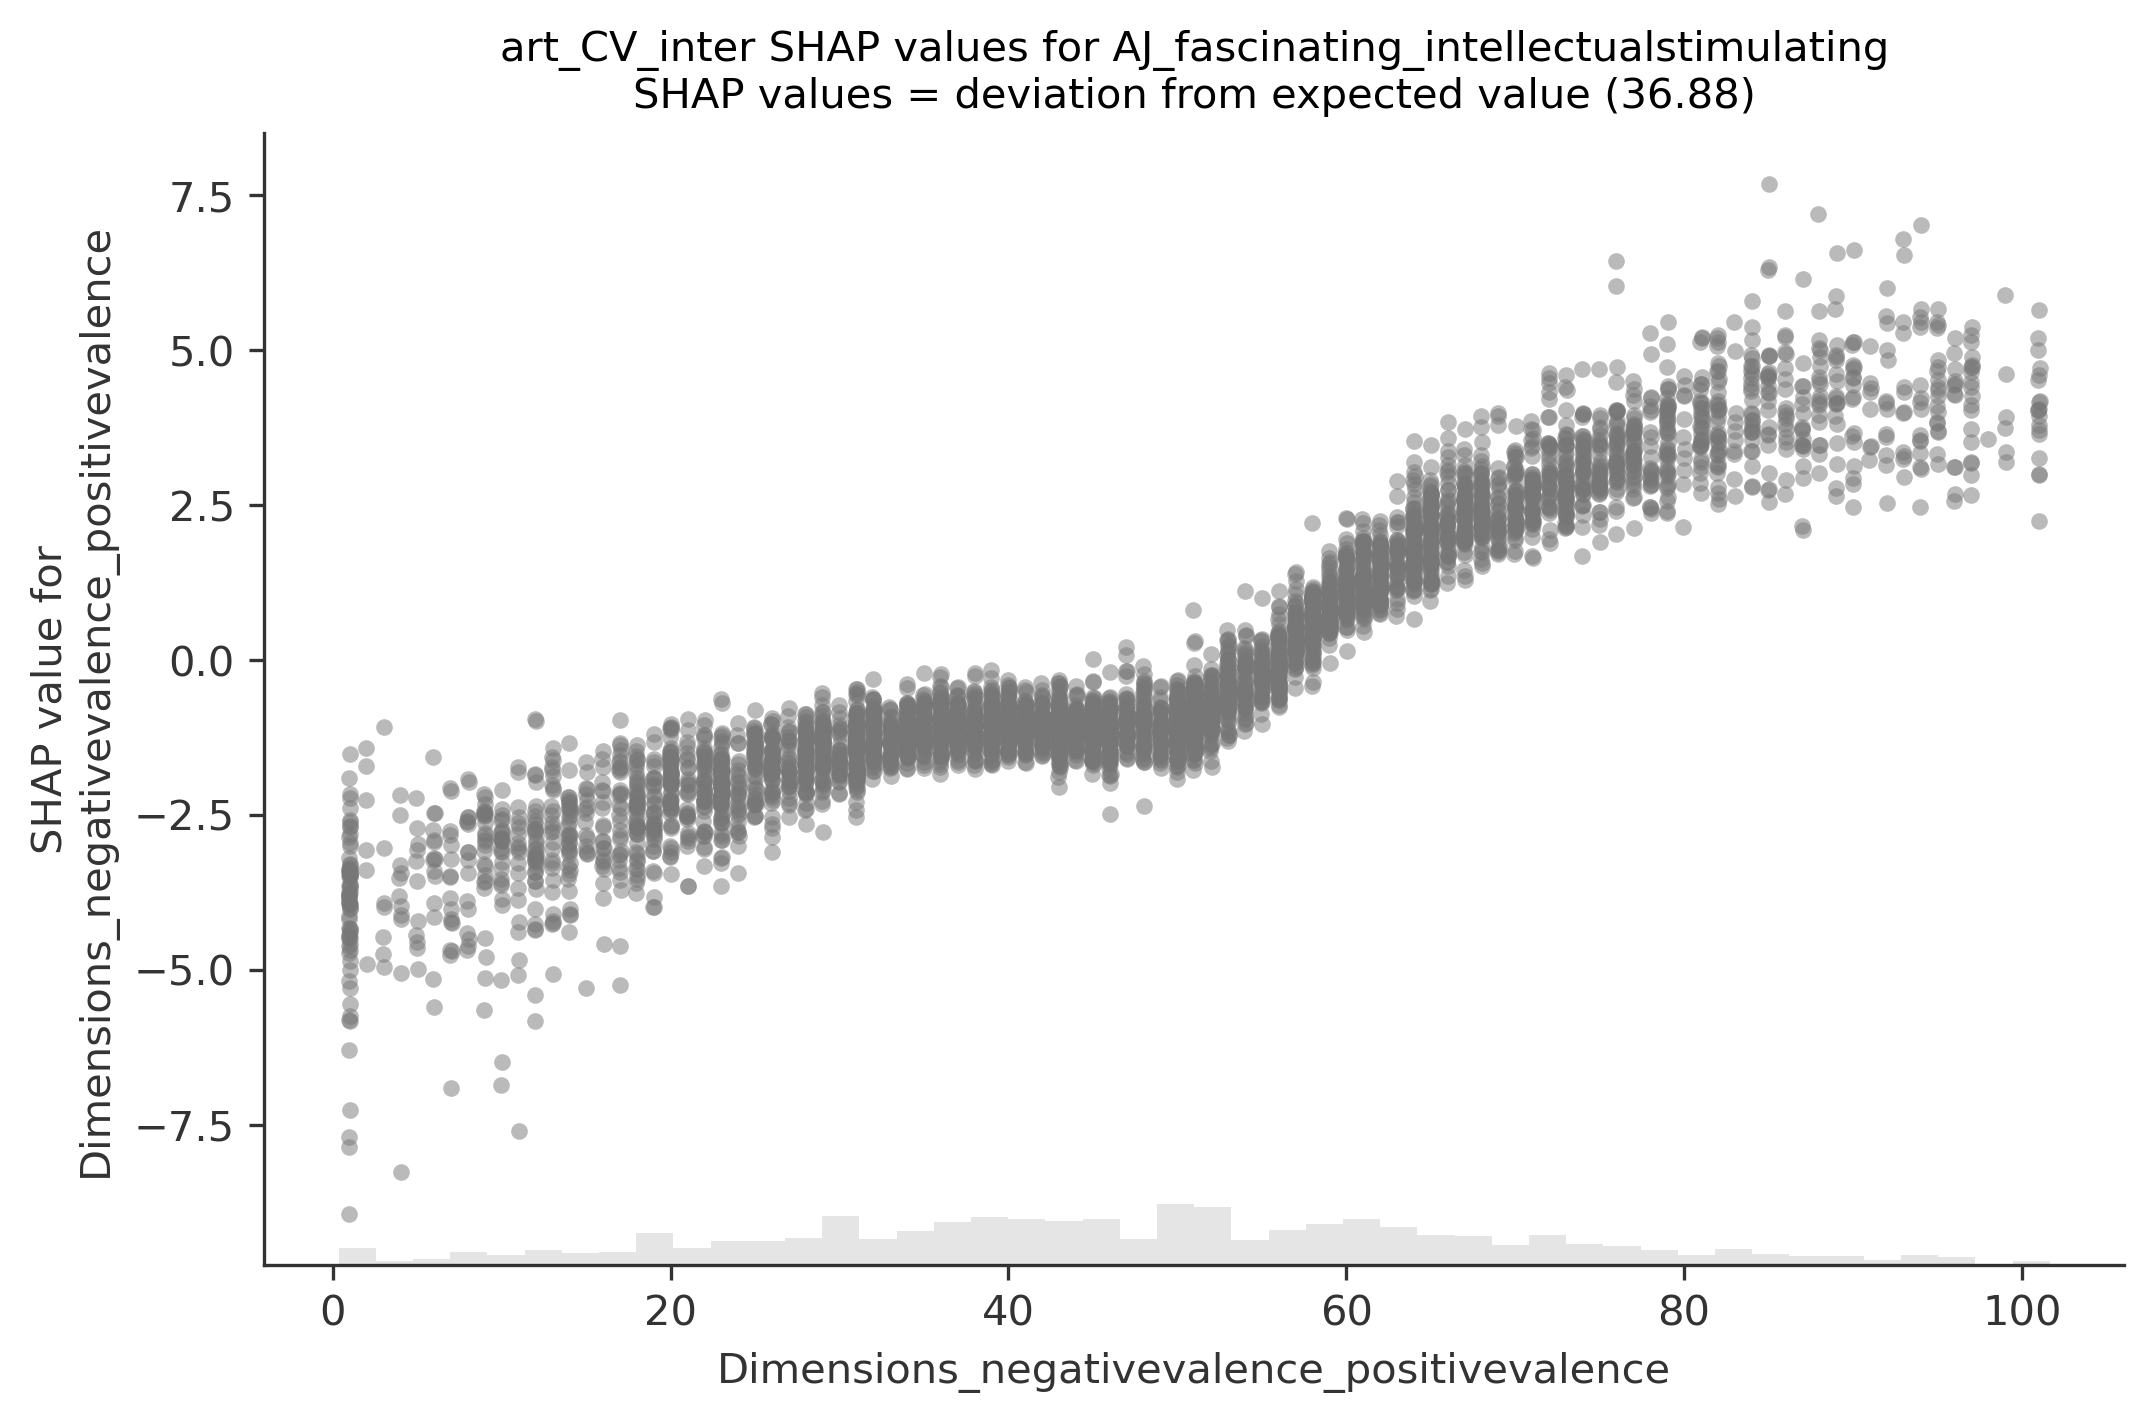 art_CV_inter SHAP values for AJ_fascinating_intellectualstimulating
SHAP values = deviation from expected value (36.88)
SHAP value for
Dimensions_negativevalence_positivevalence
7.5
5.0
2.5
0.0
−2.5
−5.0
−7.5
0
20
40
60
80
100
Dimensions_negativevalence_positivevalence